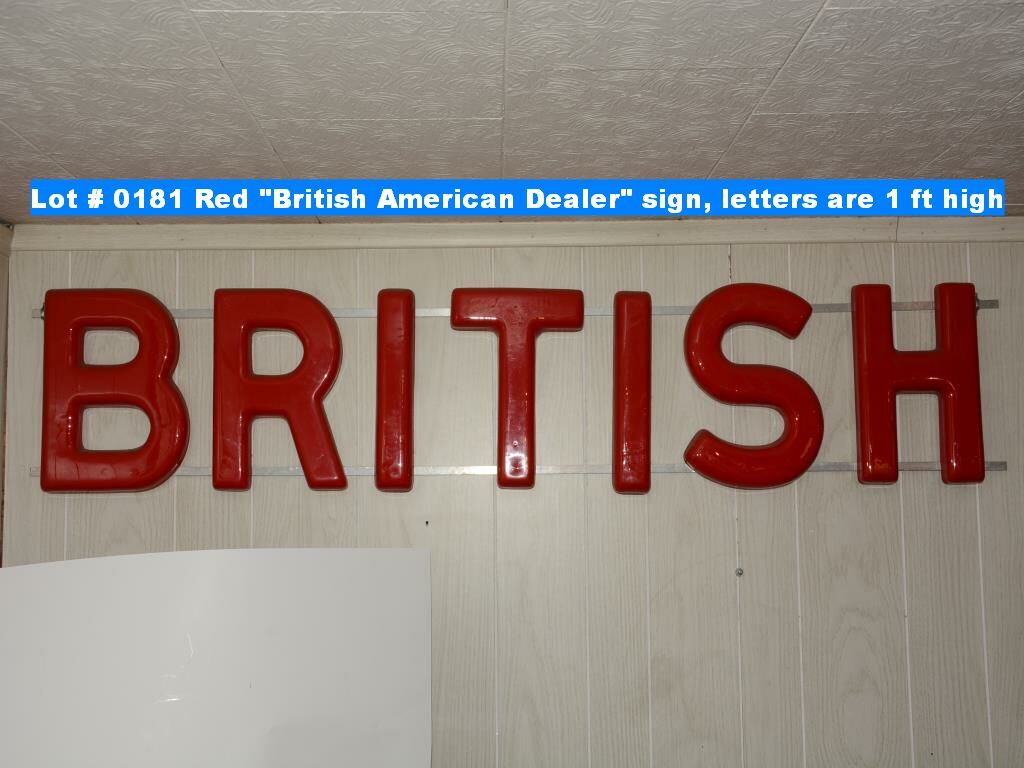 Lot # 0181 Red "British American Dealer" sign, letters are 1 ft high
BRITISH